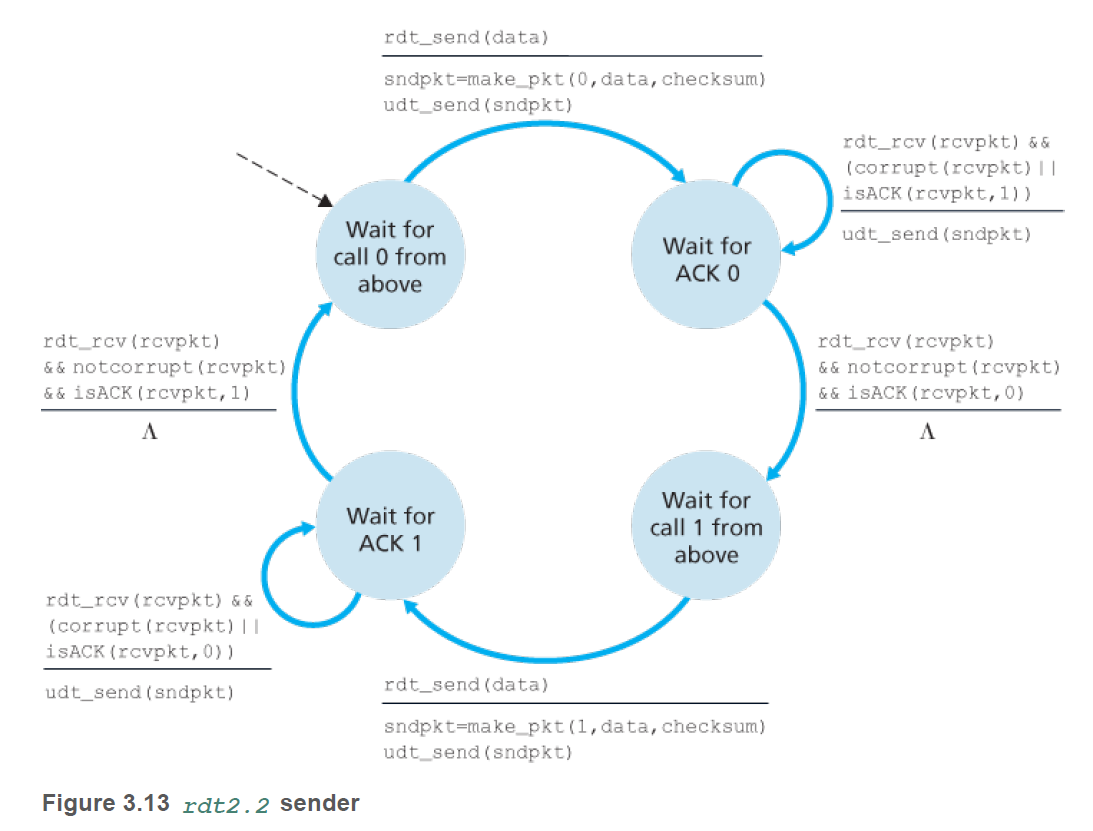 rdt_send(data)
sndpkt=make_pkt(0,data,checksum)
udt_send(sndpkt)
rdt_rcv(rcvpkt) &&
(corrupt(rcvpkt)||
isACK(rcvpkt,1))
udt_send(sndpkt)
Wait for
call 0 from
above
Wait for
ACK 0
rdt_rcv(rcvpkt)
&& notcorrupt(rcvpkt)
&& isACK(rcvpkt,1)
Λ
rdt_rcv(rcvpkt)
&& notcorrupt(rcvpkt)
&& isACK(rcvpkt,0)
Λ
Wait for
ACK 1
Wait for
call 1 from
above
rdt_rcv(rcvpkt) &&
(corrupt(rcvpkt)||
isACK(rcvpkt,0))
udt_send(sndpkt)
rdt_send(data)
sndpkt=make_pkt(1,data,checksum)
udt_send(sndpkt)
Figure 3.13 rdt2.2 sender